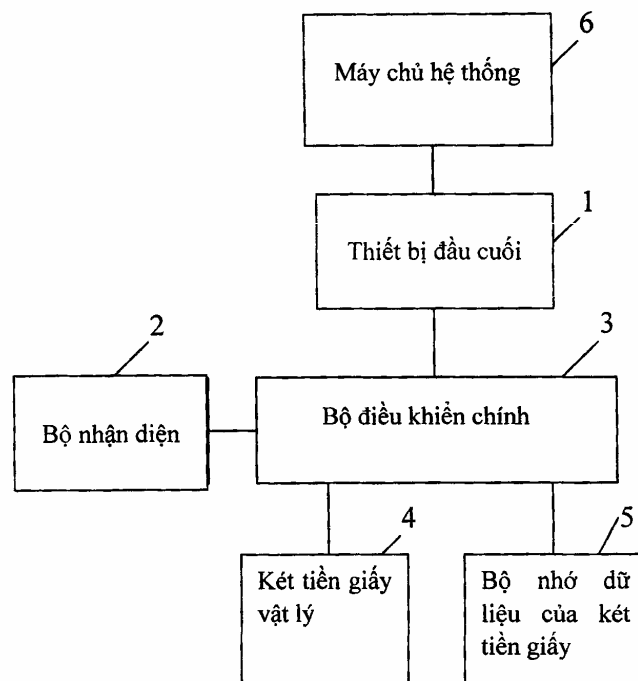 6
Máy chủ hệ thống
1
Thiết bị đầu cuối
2
3
Bộ nhận diện
Bộ điều khiển chính
4
5
Két tiền giấy
vật lý
Bộ nhớ dữ
liệu của két
tiền giấy